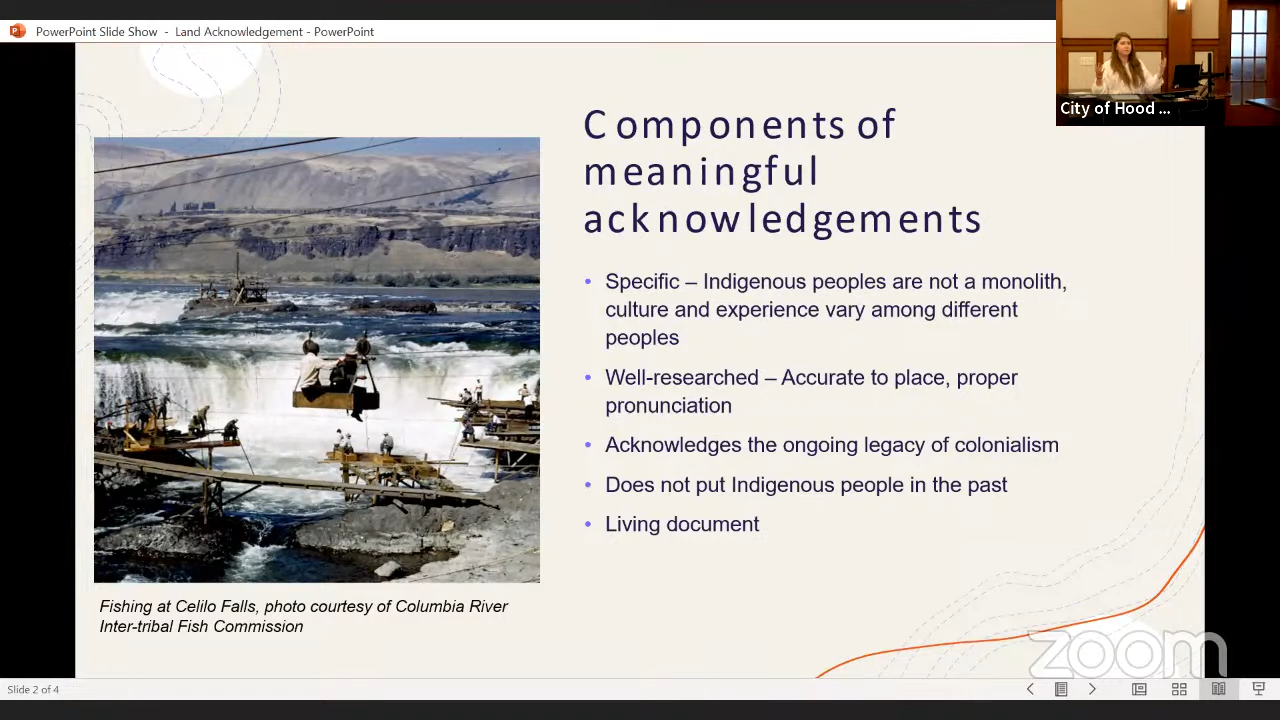 PowerPoint Slide Show - Land Acknowledgement - PowerPoint
City of Hood ...
Components of
meaningful
acknowledgements
• Specific – Indigenous peoples are not a monolith,
culture and experience vary among different
peoples
• Well-researched – Accurate to place, proper
pronunciation
• Acknowledges the ongoing legacy of colonialism
• Does not put Indigenous people in the past
• Living document
Fishing at Celilo Falls, photo courtesy of Columbia River
Inter-tribal Fish Commission
zoom
Slide 2 of 4